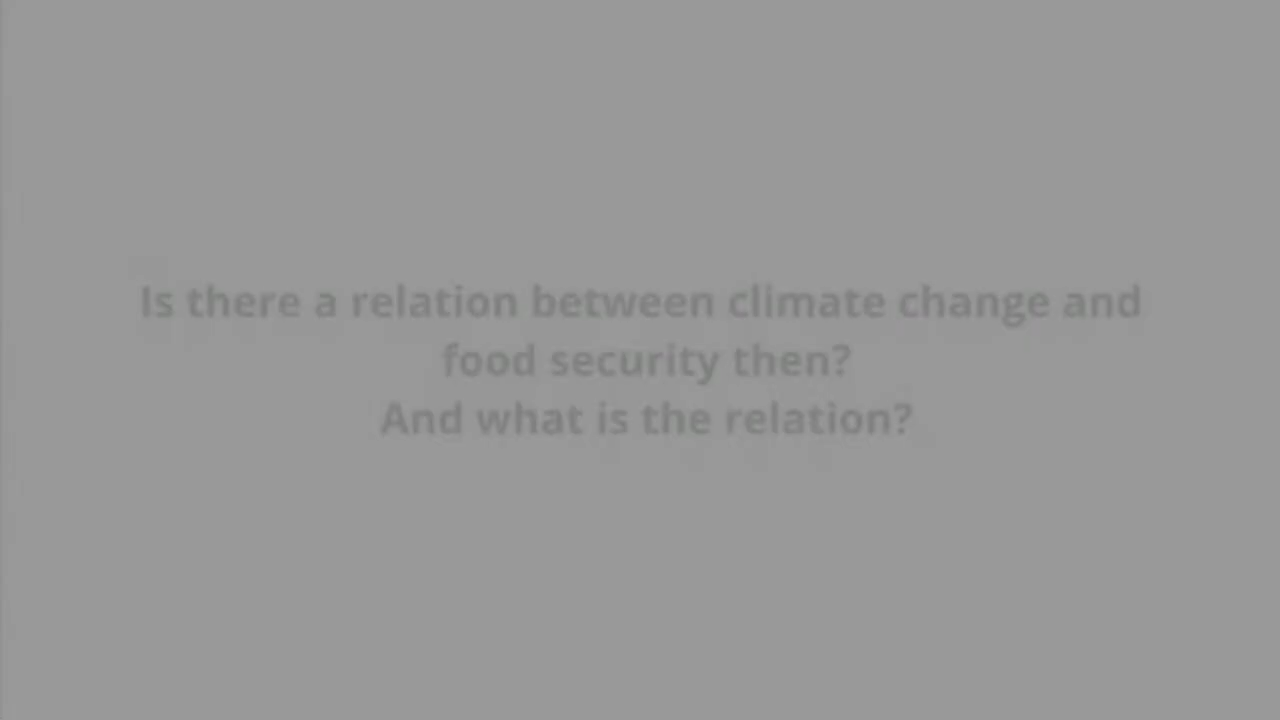 Is there a relation between climate change and
food security then?
And what is the relation?